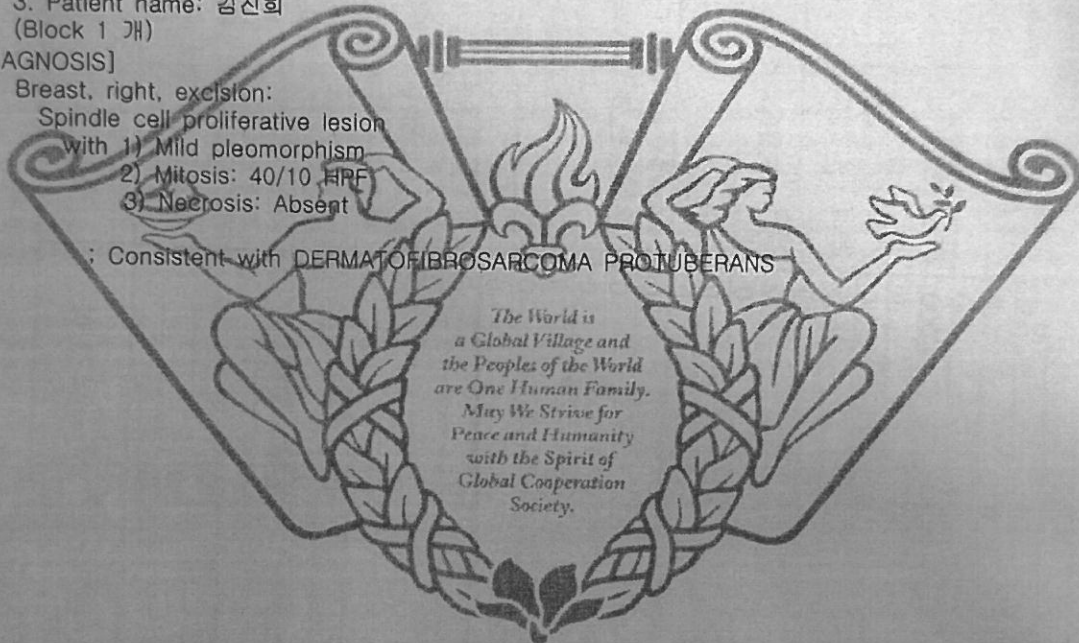 3. Patient name: 김진희
(Block 1 개)
AGNOSIS]
Breast, right, excision:
Spindle cell proliferative lesion
with 1) Mild pleomorphism
2) Mitosis: 40/10 HPF
3) Necrosis: Absent
; Consistent with DERMATOFIBROSARCOMA PROTUBERANS
The World is
a Global Village and
the Peoples of the World
are One Human Family.
May We Strive for
Peace and Humanity
with the Spirit of
Global Cooperation
Society.